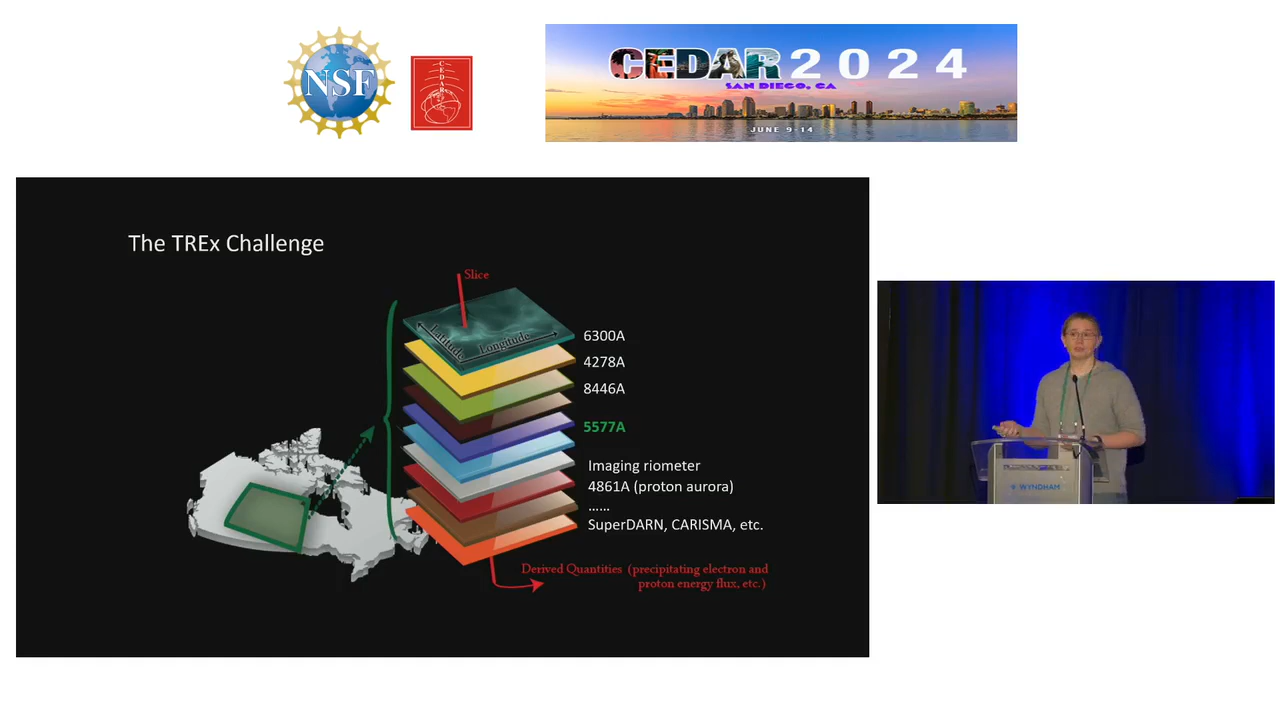 NSF
CEDAR
CEDAR 2024
SAN DIEGO, CA
JUNE 9-14
The TREx Challenge
Slice
Latitude
Longitude
6300A
4278A
8446A
5577A
Imaging riometer
4861A (proton aurora)
......
SuperDARN, CARISMA, etc.
Derived Quantities (precipitating electron and
proton energy flux, etc.)
WYNDHAM